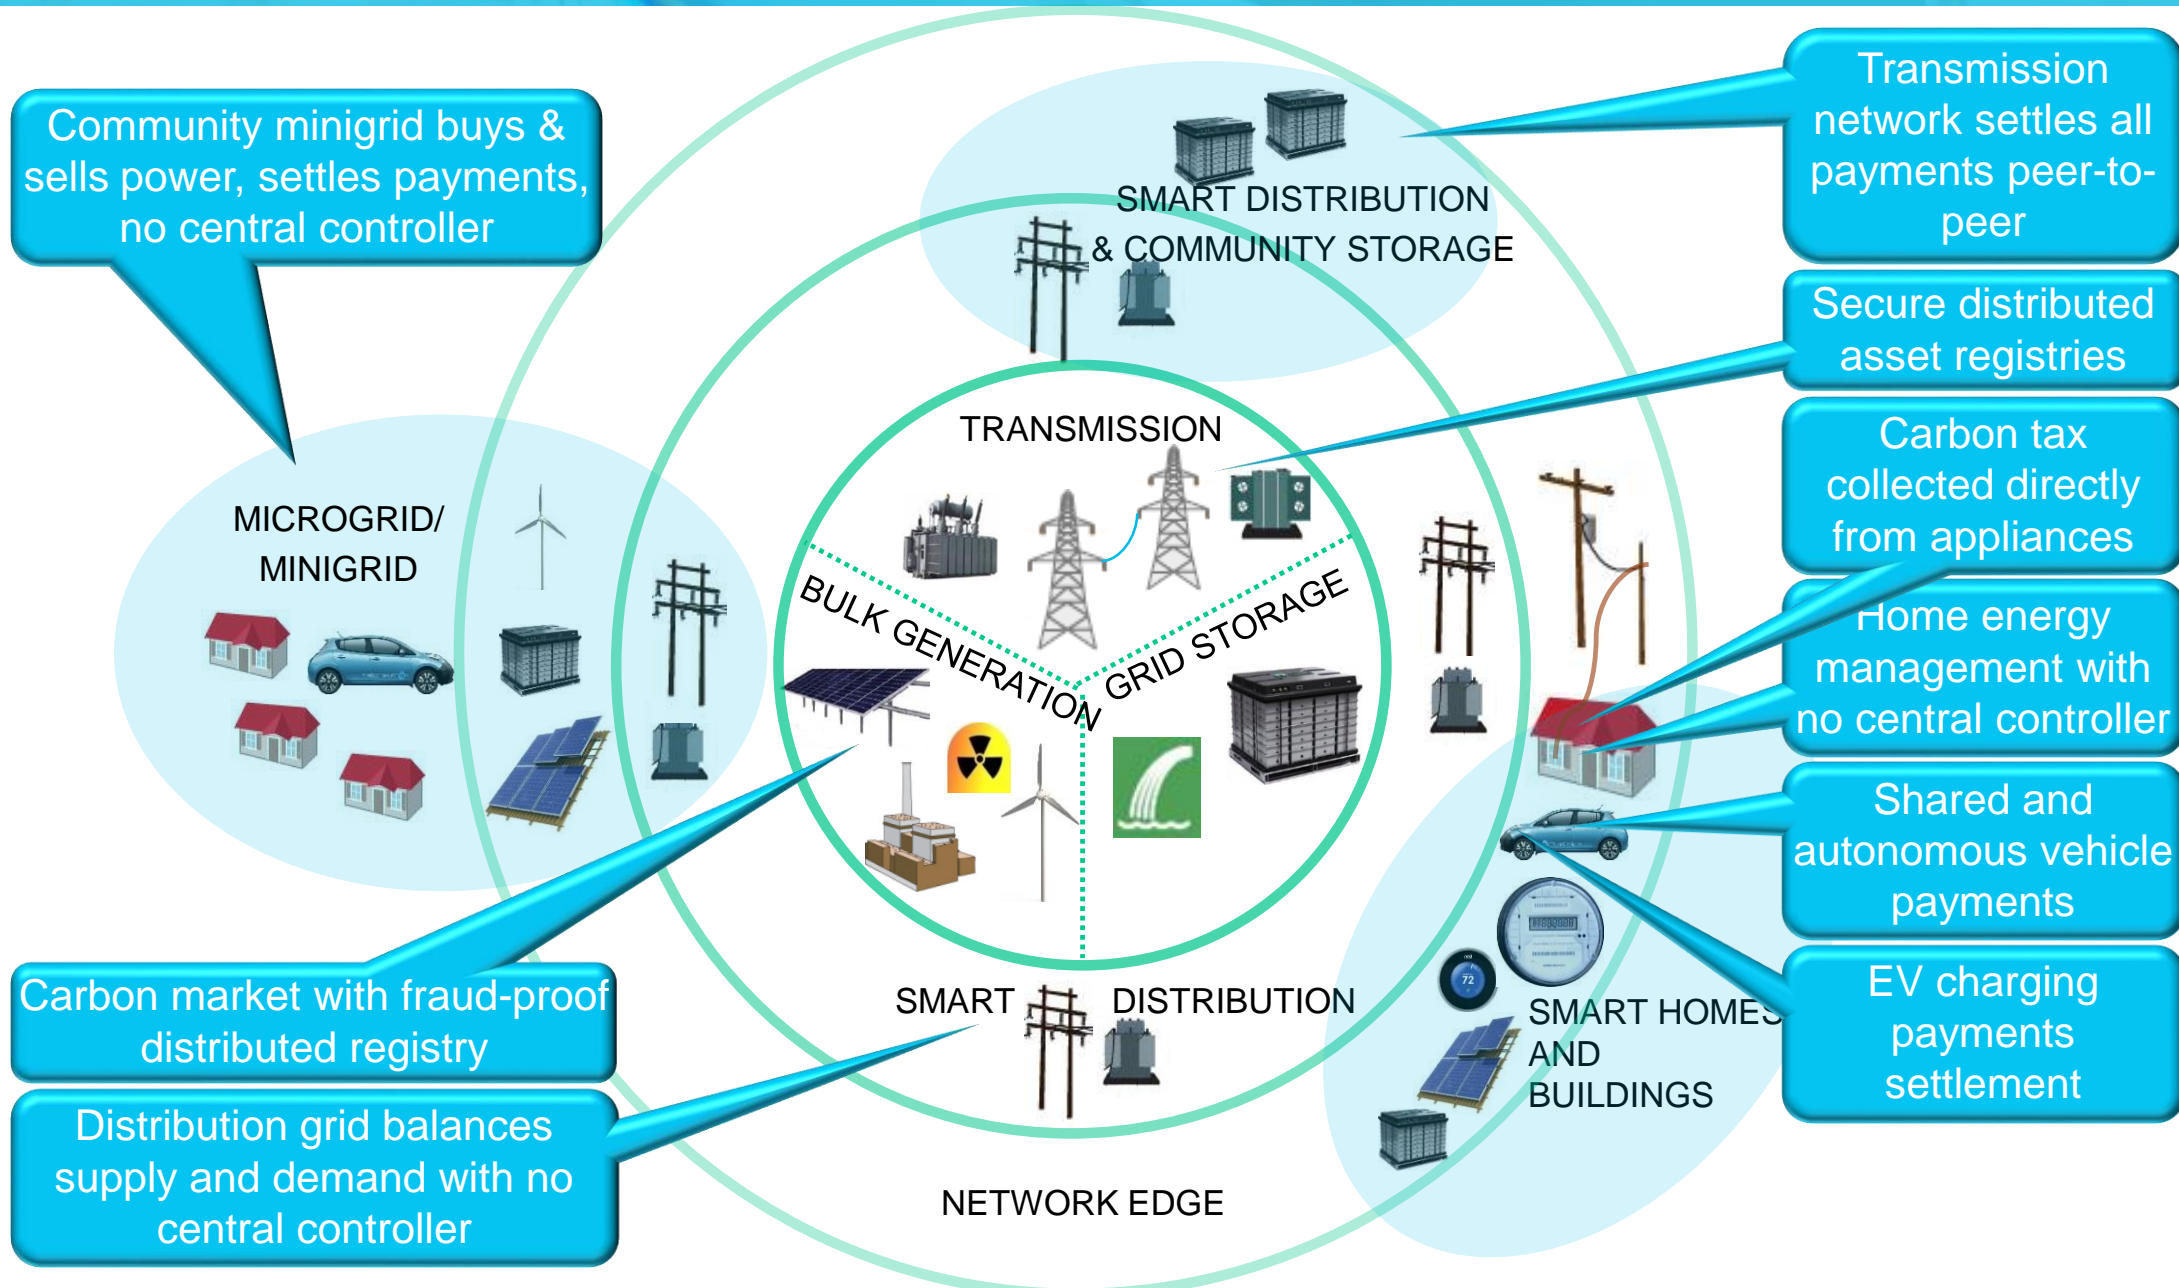 Community minigrid buys &
sells power, settles payments,
no central controller
Transmission
network settles all
payments peer-to-
peer
SMART DISTRIBUTION
& COMMUNITY STORAGE
Secure distributed
asset registries
TRANSMISSION
Carbon tax
collected directly
from appliances
MICROGRID/
MINIGRID
BULK GENERATION
GRID STORAGE
Home energy
management with
no central controller
Shared and
autonomous vehicle
payments
Carbon market with fraud-proof
distributed registry
SMART DISTRIBUTION
72
SMART HOMES
AND
BUILDINGS
EV charging
payments
settlement
Distribution grid balances
supply and demand with no
central controller
NETWORK EDGE